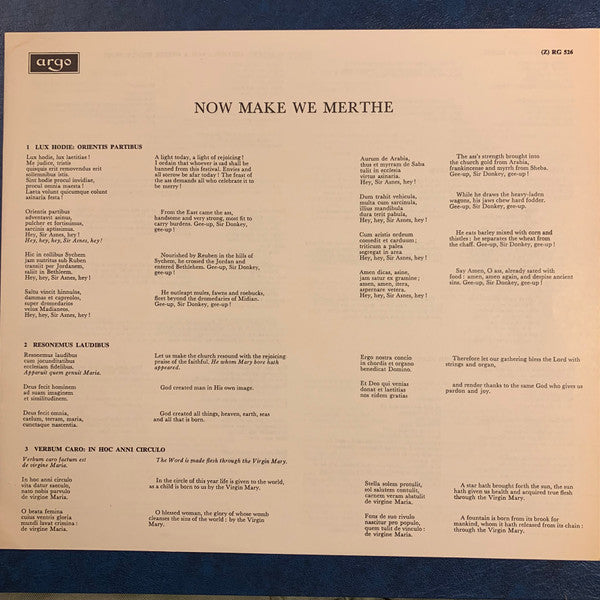 argo
(Z) RG 526
NOW MAKE WE MERTHE
1 LUX HODIE: ORIENTIS PARTIBUS
Lux hodie, lux laetitiae!
Me judice, tristis
quisquis erit removendus erit
sollemnibus istis.
Sint hodie procul invidiae,
procul omnia maesta!
Laeta volunt quicumque colunt
asinaria festa!
A light today, a light of rejoicing!
I ordain that whoever is sad shall be
banned from this festival. Envies and
all sorrow be afar today! The feast of
the ass demands all who celebrate it to
be merry!
Orientis partibus
adventavit asinus,
pulcher et fortissimus,
sarcinis aptissimus.
Hey, Sir Asnes, hey!
Hey, hey, hey, Sir Asnes, hey!
From the East came the ass,
handsome and very strong, most fit to
carry burdens. Gee-up, Sir Donkey,
gee-up!
Hic in collibus Sychem
jam nutritus sub Ruben
transiit per Jordanem,
saliit in Bethleem.
Hey, hey, Sir Asnes, hey!
Nourished by Reuben in the hills of
Sychem, he crossed the Jordan and
entered Bethlehem. Gee-up, Sir Donkey,
gee-up!
Saltu vincit hinnulos,
dammas et capreolos,
super dromedarios
velox Madianeos.
Hey, hey, Sir Asnes, hey!
He outleaps mules, fawns and roebucks,
fleet beyond the dromedaries of Midian.
Gee-up, Sir Donkey, gee-up!
Aurum de Arabia,
thus et myrram de Saba
tulit in ecclesia
virtus asinaria.
Hey, Sir Asnes, hey!
The ass's strength brought into the
church gold from Arabia,
frankincense and myrrh from Sheba.
Gee-up, Sir Donkey, gee-up!
Dum trahit vehicula,
multa cum sarcinula,
illius mandibula
dura terit pabula,
Hey, hey, Sir Asnes, hey!
While he draws the heavy-laden
wagons, his jaws chew hard fodder.
Gee-up, Sir Donkey, gee-up!
Cum aristis ordeum
comedit et carduum;
triticum a palea
segregat in area
Hey, hey, Sir Asnes, hey!
He eats barley mixed with corn and
thistles: he separates the wheat from
the chaff. Gee-up, Sir Donkey, gee-up!
Amen dicas, asine,
jam satur ex gramine:
amen, amen, itera,
aspernare vetera.
Hey, hey, Sir Asnes, hey!
Say Amen, O ass, already sated with
food: amen, amen again, and despise ancient
sins. Gee-up, Sir Donkey, gee-up!
2 RESONEMUS LAUDIBUS
Resonemus laudibus
cum jocunditatibus
ecclesiam fidelibus.
Apparuit quem genuit Maria.
Let us make the church resound with the rejoicing
praise of the faithful. He whom Mary bore hath
appeared.
Deus fecit hominem
ad suam imaginem
et similitudinem.
God created man in His own image.
Deus fecit omnia,
caelum, terram, maria,
cunctaque nascentia.
God created all things, heaven, earth, seas
and all that is born.
Ergo nostra concio
in chordis et organo
benedicat Domino.
Therefore let our gathering bless the Lord with
strings and organ,
Et Deo qui venias
donat et laetitias
nos eidem gratias
and render thanks to the same God who gives us
pardon and joy.
3 VERBUM CARO: IN HOC ANNI CIRCULO
Verbum caro factum est
de virgine Maria.
The Word is made flesh through the Virgin Mary.
In hoc anni circulo
vita datur saeculo,
nato nobis parvulo
de virgine Maria.
In the circle of this year life is given to the world,
as a child is born to us by the Virgin Mary.
O beata femina
cuius ventris gloria
mundi lavat crimina:
de virgine Maria.
O blessed woman, the glory of whose womb
cleanses the sins of the world: by the Virgin
Mary.
Stella solem protulit,
sol salutem contulit,
carnem veram abstulit
de virgine Maria.
A star hath brought forth the sun, the sun
hath given us health and acquired true flesh
through the Virgin Mary.
Fons de suo rivulo
nascitur pro populo,
quem tulit de vinculo:
de virgine Maria.
A fountain is born from its brook for
mankind, whom it hath released from its chain:
through the Virgin Mary.